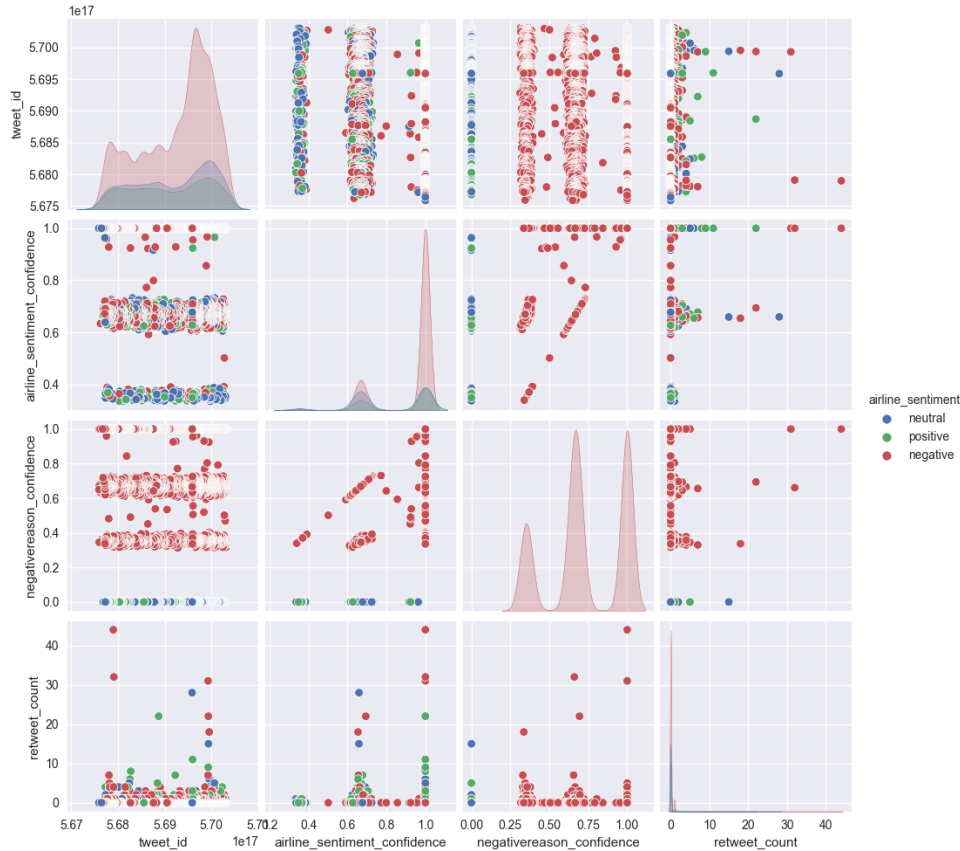 5.1e17
5.700
5.695
5.690
5.685
5.680
5.675
tweet_id
1.0
0.8
0.6
0.4
airline_sentiment_confidence
airline_sentiment
neutral
positive
negative
1.0
0.8
0.6
0.4
0.2
0.0
negativereason_confidence
40
30
20
10
0
retweet_count
5.67 5.68 5.69 5.70 5.71 0.2 0.4 0.6 0.8 1.0 0.00 0.25 0.50 0.75 1.00 0 20 40
1e17
tweet_id airline_sentiment_confidence negativereason_confidence retweet_count